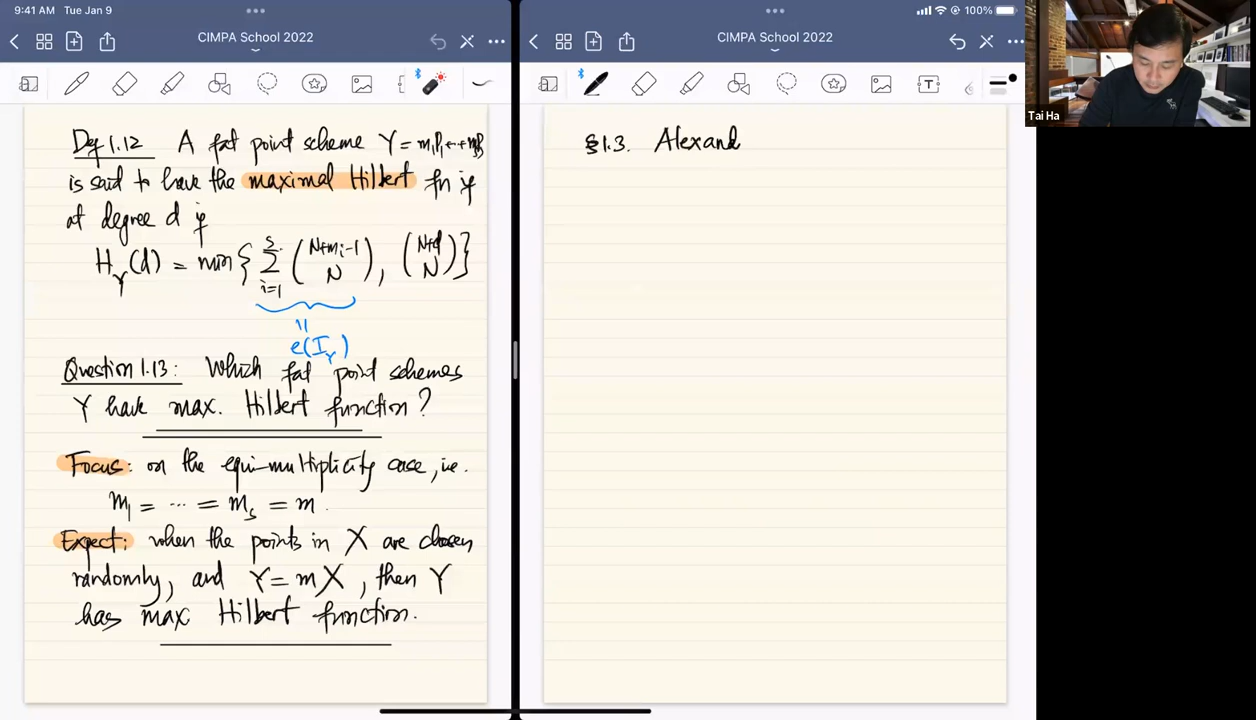 9:41 AM Tue Jan 9
100%
CIMPA School 2022
CIMPA School 2022
Tai Ha
Def 1.12 A fat point scheme Y = m₁P₁+⋯+mₛPₛ
is said to have the maximal Hilbert fn if
at degree d if
H_Y(d) = min { ∑_{i=1}^{s} (N+mᵢ-1 choose N), (N+d choose N) }
=
e(I_Y)
Question 1.13: Which fat point schemes
Y have max. Hilbert function?
Focus: on the equi-multiplicity case, i.e.
m₁ = ⋯ = mₛ = m.
Expect: when the points in X are chosen
randomly, and Y = mX, then Y
has max Hilbert function.
§1.3. Alexand